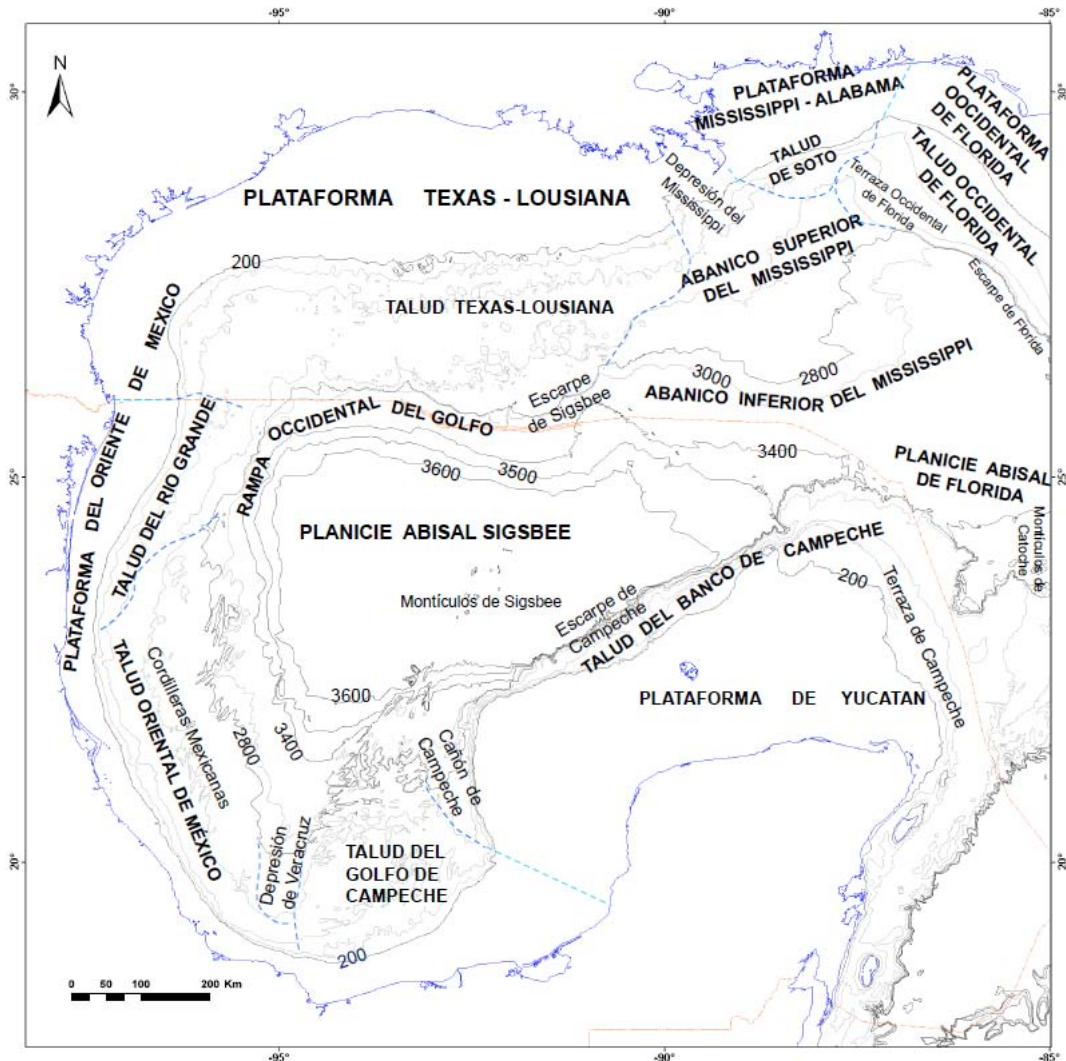 -95°
-90°
-85°
N
30°
30°
PLATAFORMA
MISSISSIPPI - ALABAMA
PLATAFORMA
OOCIDENTAL
DE FLORIDA
TALUD
DE SOTO
TALUD OCCIDENTAL
DE FLORIDA
Depresión del
Mississippi
Terraza Occidental
de Florida
PLATAFORMA TEXAS - LOUSIANA
ABANICO SUPERIOR
DEL MISSISSIPPI
Escarpe de Florida
200
TALUD TEXAS-LOUSIANA
3000
2800
ABANICO INFERIOR DEL MISSISSIPPI
Escarpe
de Sigsbee
PLATAFORMA DEL ORIENTE DE MEXICO
TALUD DEL RIO GRANDE
RAMPA OCCIDENTAL DEL GOLFO
3600
3500
3400
25°
25°
PLANICIE ABISAL
DE FLORIDA
Montículos de
Catoche
PLANICIE ABISAL SIGSBEE
Montículos de Sigsbee
Escarpe de
Campeche
TALUD DEL BANCO DE CAMPECHE
200
Terraza de Campeche
PLATAFORMA DE YUCATAN
TALUD ORIENTAL DE MÉXICO
Cordilleras Mexicanas
2800
3400
3600
Cañón de
Campeche
Depresión
de Veracruz
TALUD DEL
GOLFO DE
CAMPECHE
20°
20°
200
0 50 100 200 Km
-95°
-90°
-85°